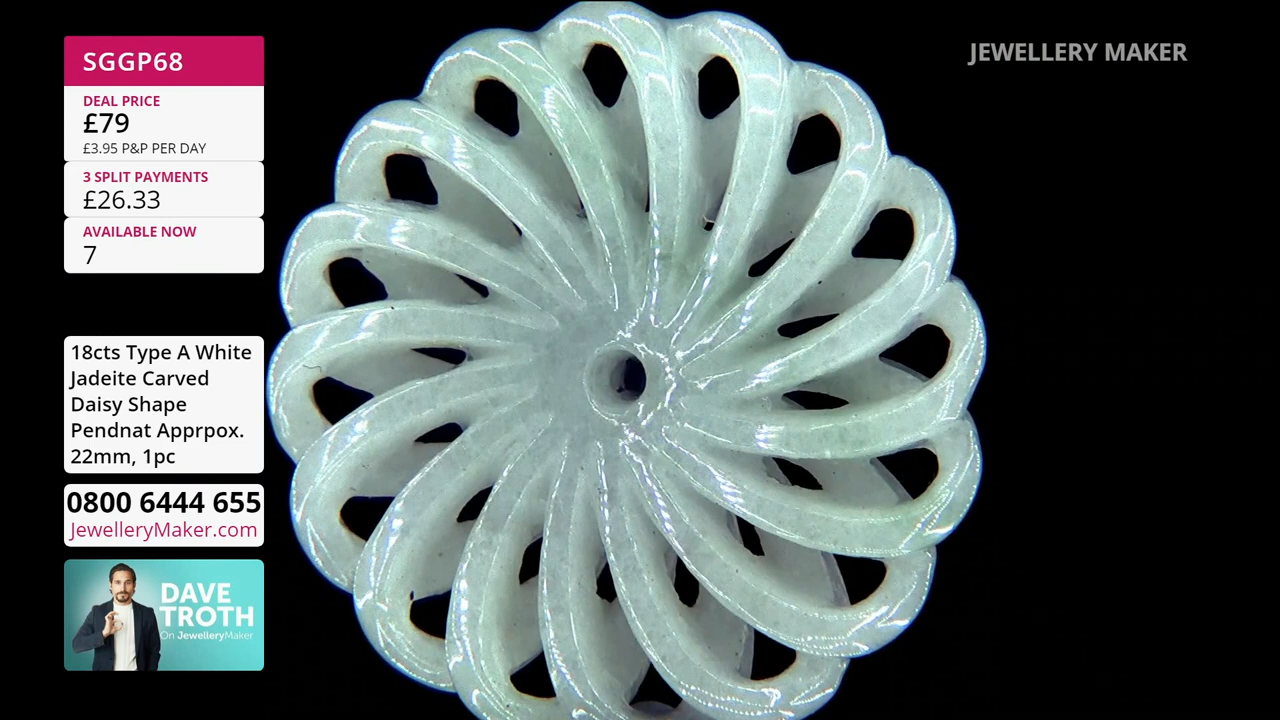 SGGP68
DEAL PRICE
£79
£3.95 P&P PER DAY
3 SPLIT PAYMENTS
£26.33
AVAILABLE NOW
7
18cts Type A White
Jadeite Carved
Daisy Shape
Pendnat Apprpox.
22mm, 1pc
0800 6444 655
JewelleryMaker.com
DAVE
TROTH
On JewelleryMaker
JEWELLERY MAKER